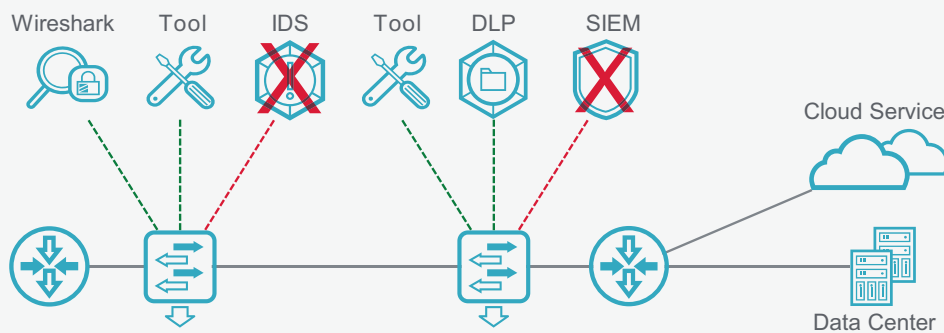 Wireshark
Tool
IDS
Tool
DLP
SIEM
Cloud Service
Data Center